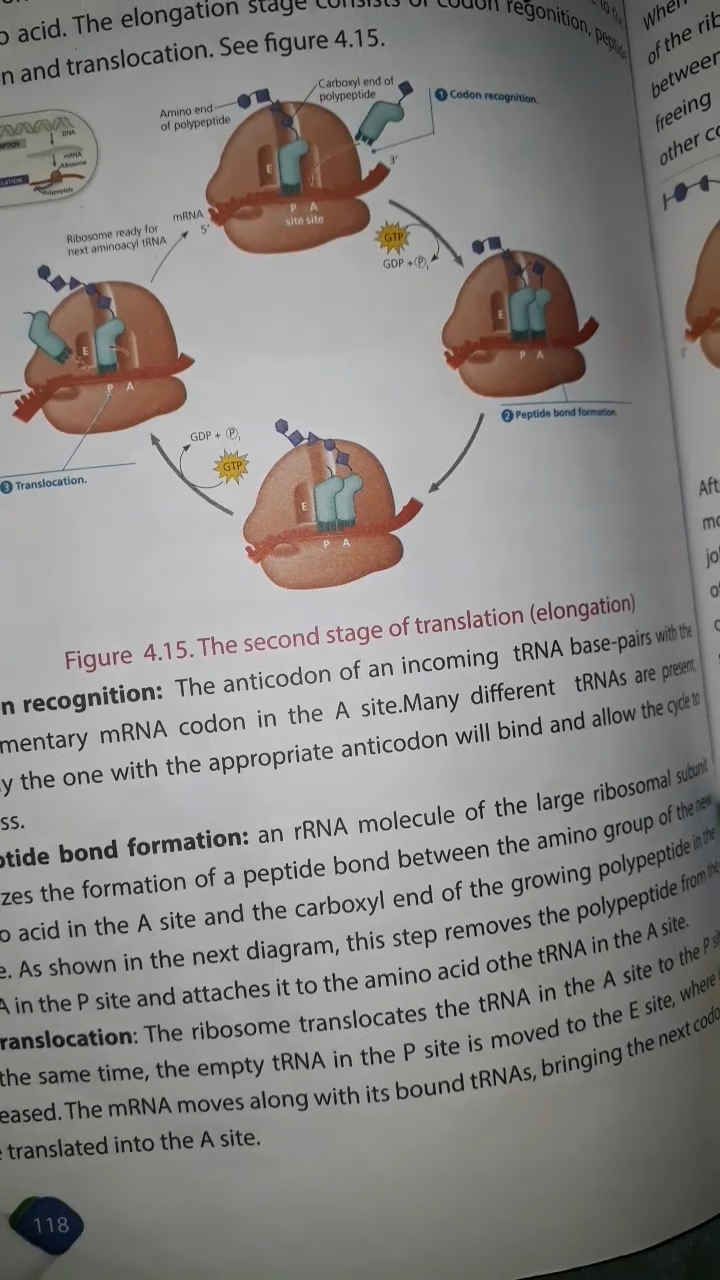 o acid. The elongation stage consists of codon regonition, peptide
n and translocation. See figure 4.15.
Amino end
of polypeptide
Carboxyl end of
polypeptide
1 Codon recognition.
DNA
mRNA
Ribosome
Polypeptide
E
3'
P A
site site
mRNA
5'
Ribosome ready for
next aminoacyl tRNA
GTP
GDP + Pi
E
P A
2 Peptide bond formation.
E
P A
GDP + Pi
GTP
3 Translocation.
E
P A
Figure 4.15. The second stage of translation (elongation)
n recognition: The anticodon of an incoming tRNA base-pairs with the
mentary mRNA codon in the A site.Many different tRNAs are present,
y the one with the appropriate anticodon will bind and allow the cycle to
ss.
ptide bond formation: an rRNA molecule of the large ribosomal subunit
zes the formation of a peptide bond between the amino group of the new
o acid in the A site and the carboxyl end of the growing polypeptide in the
e. As shown in the next diagram, this step removes the polypeptide from the
A in the P site and attaches it to the amino acid othe tRNA in the A site.
ranslocation: The ribosome translocates the tRNA in the A site to the P si
the same time, the empty tRNA in the P site is moved to the E site, where
eased. The mRNA moves along with its bound tRNAs, bringing the next codo
translated into the A site.
118
When
of the rib
between
freeing
other co
Aft
mo
jo
of